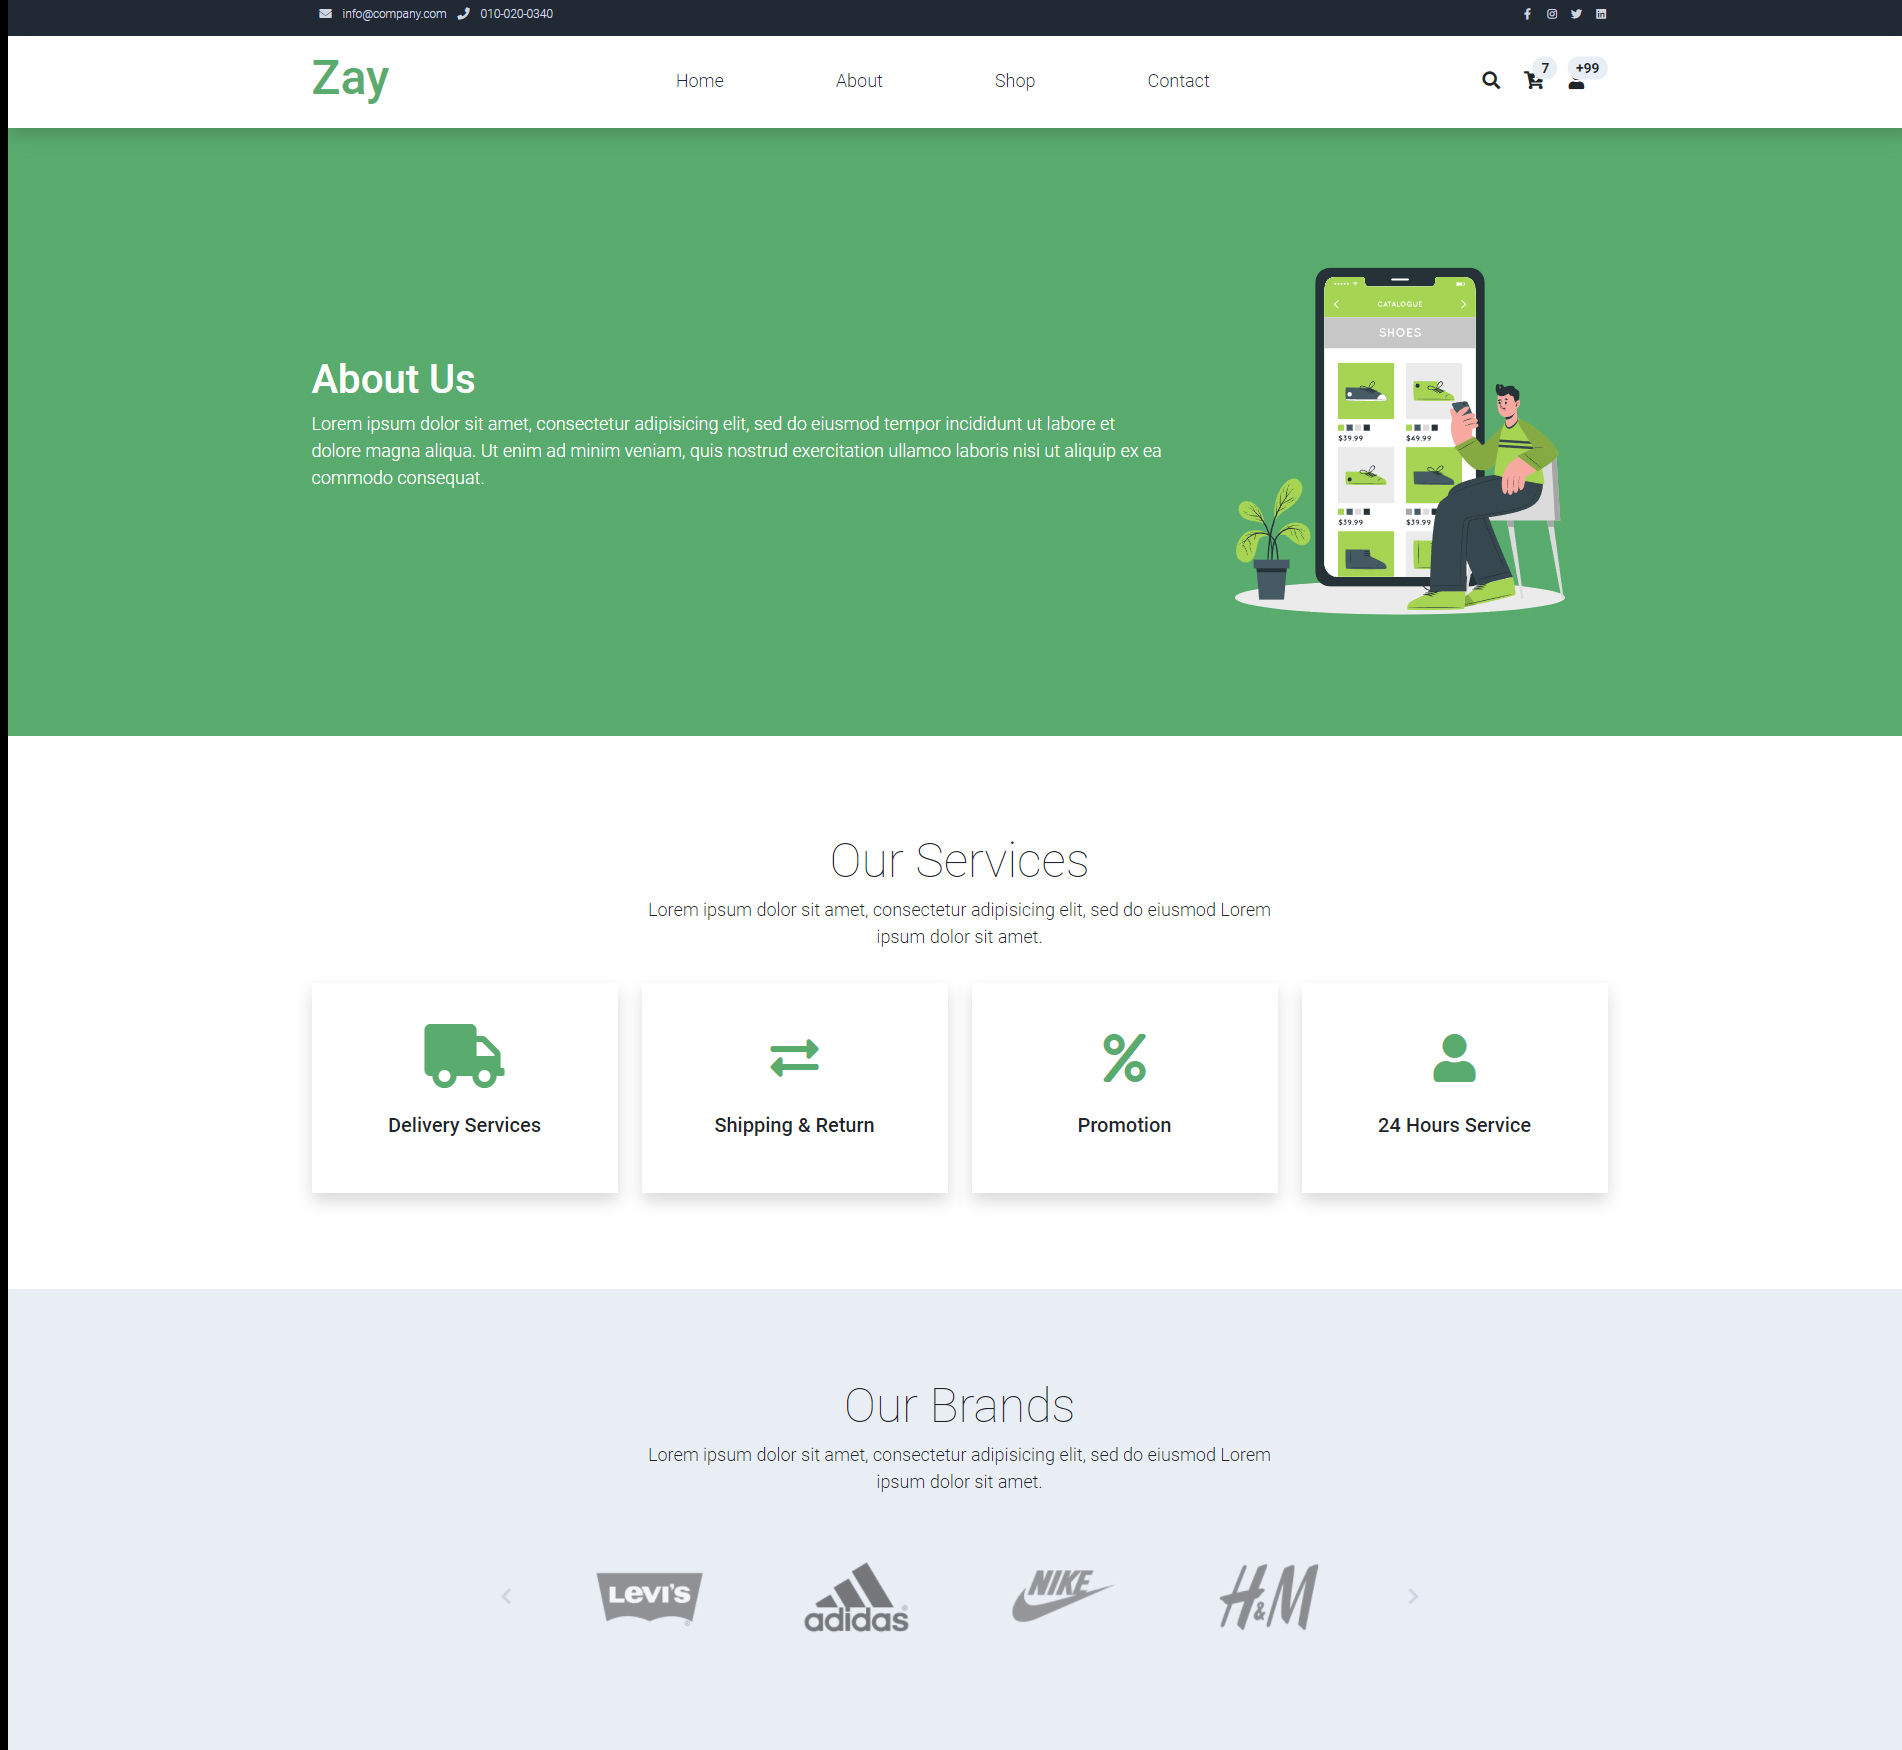 info@company.com 010-020-0340
Zay
Home About Shop Contact
7 +99
CATALOGUE
SHOES
$39.99 $49.99
$39.99 $39.99
About Us
Lorem ipsum dolor sit amet, consectetur adipisicing elit, sed do eiusmod tempor incididunt ut labore et
dolore magna aliqua. Ut enim ad minim veniam, quis nostrud exercitation ullamco laboris nisi ut aliquip ex ea
commodo consequat.
Our Services
Lorem ipsum dolor sit amet, consectetur adipisicing elit, sed do eiusmod Lorem
ipsum dolor sit amet.
Delivery Services
Shipping & Return
Promotion
24 Hours Service
Our Brands
Lorem ipsum dolor sit amet, consectetur adipisicing elit, sed do eiusmod Lorem
ipsum dolor sit amet.
LEVI'S ®
adidas ®
NIKE
H&M